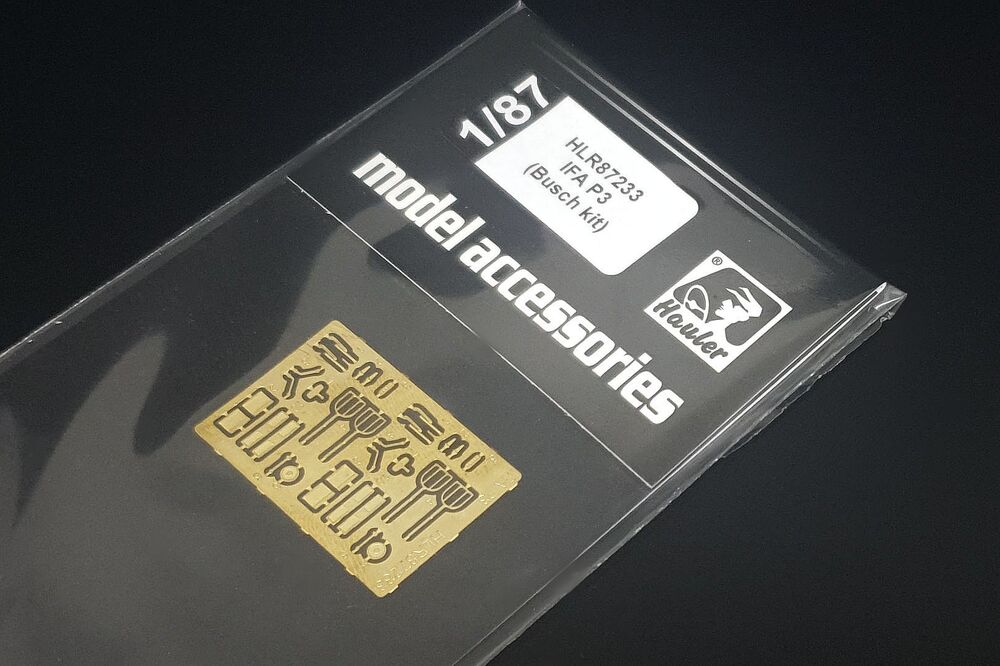 1/87
HLR87233
IFA P3
(Busch kit)
model accessories
®
Hauler